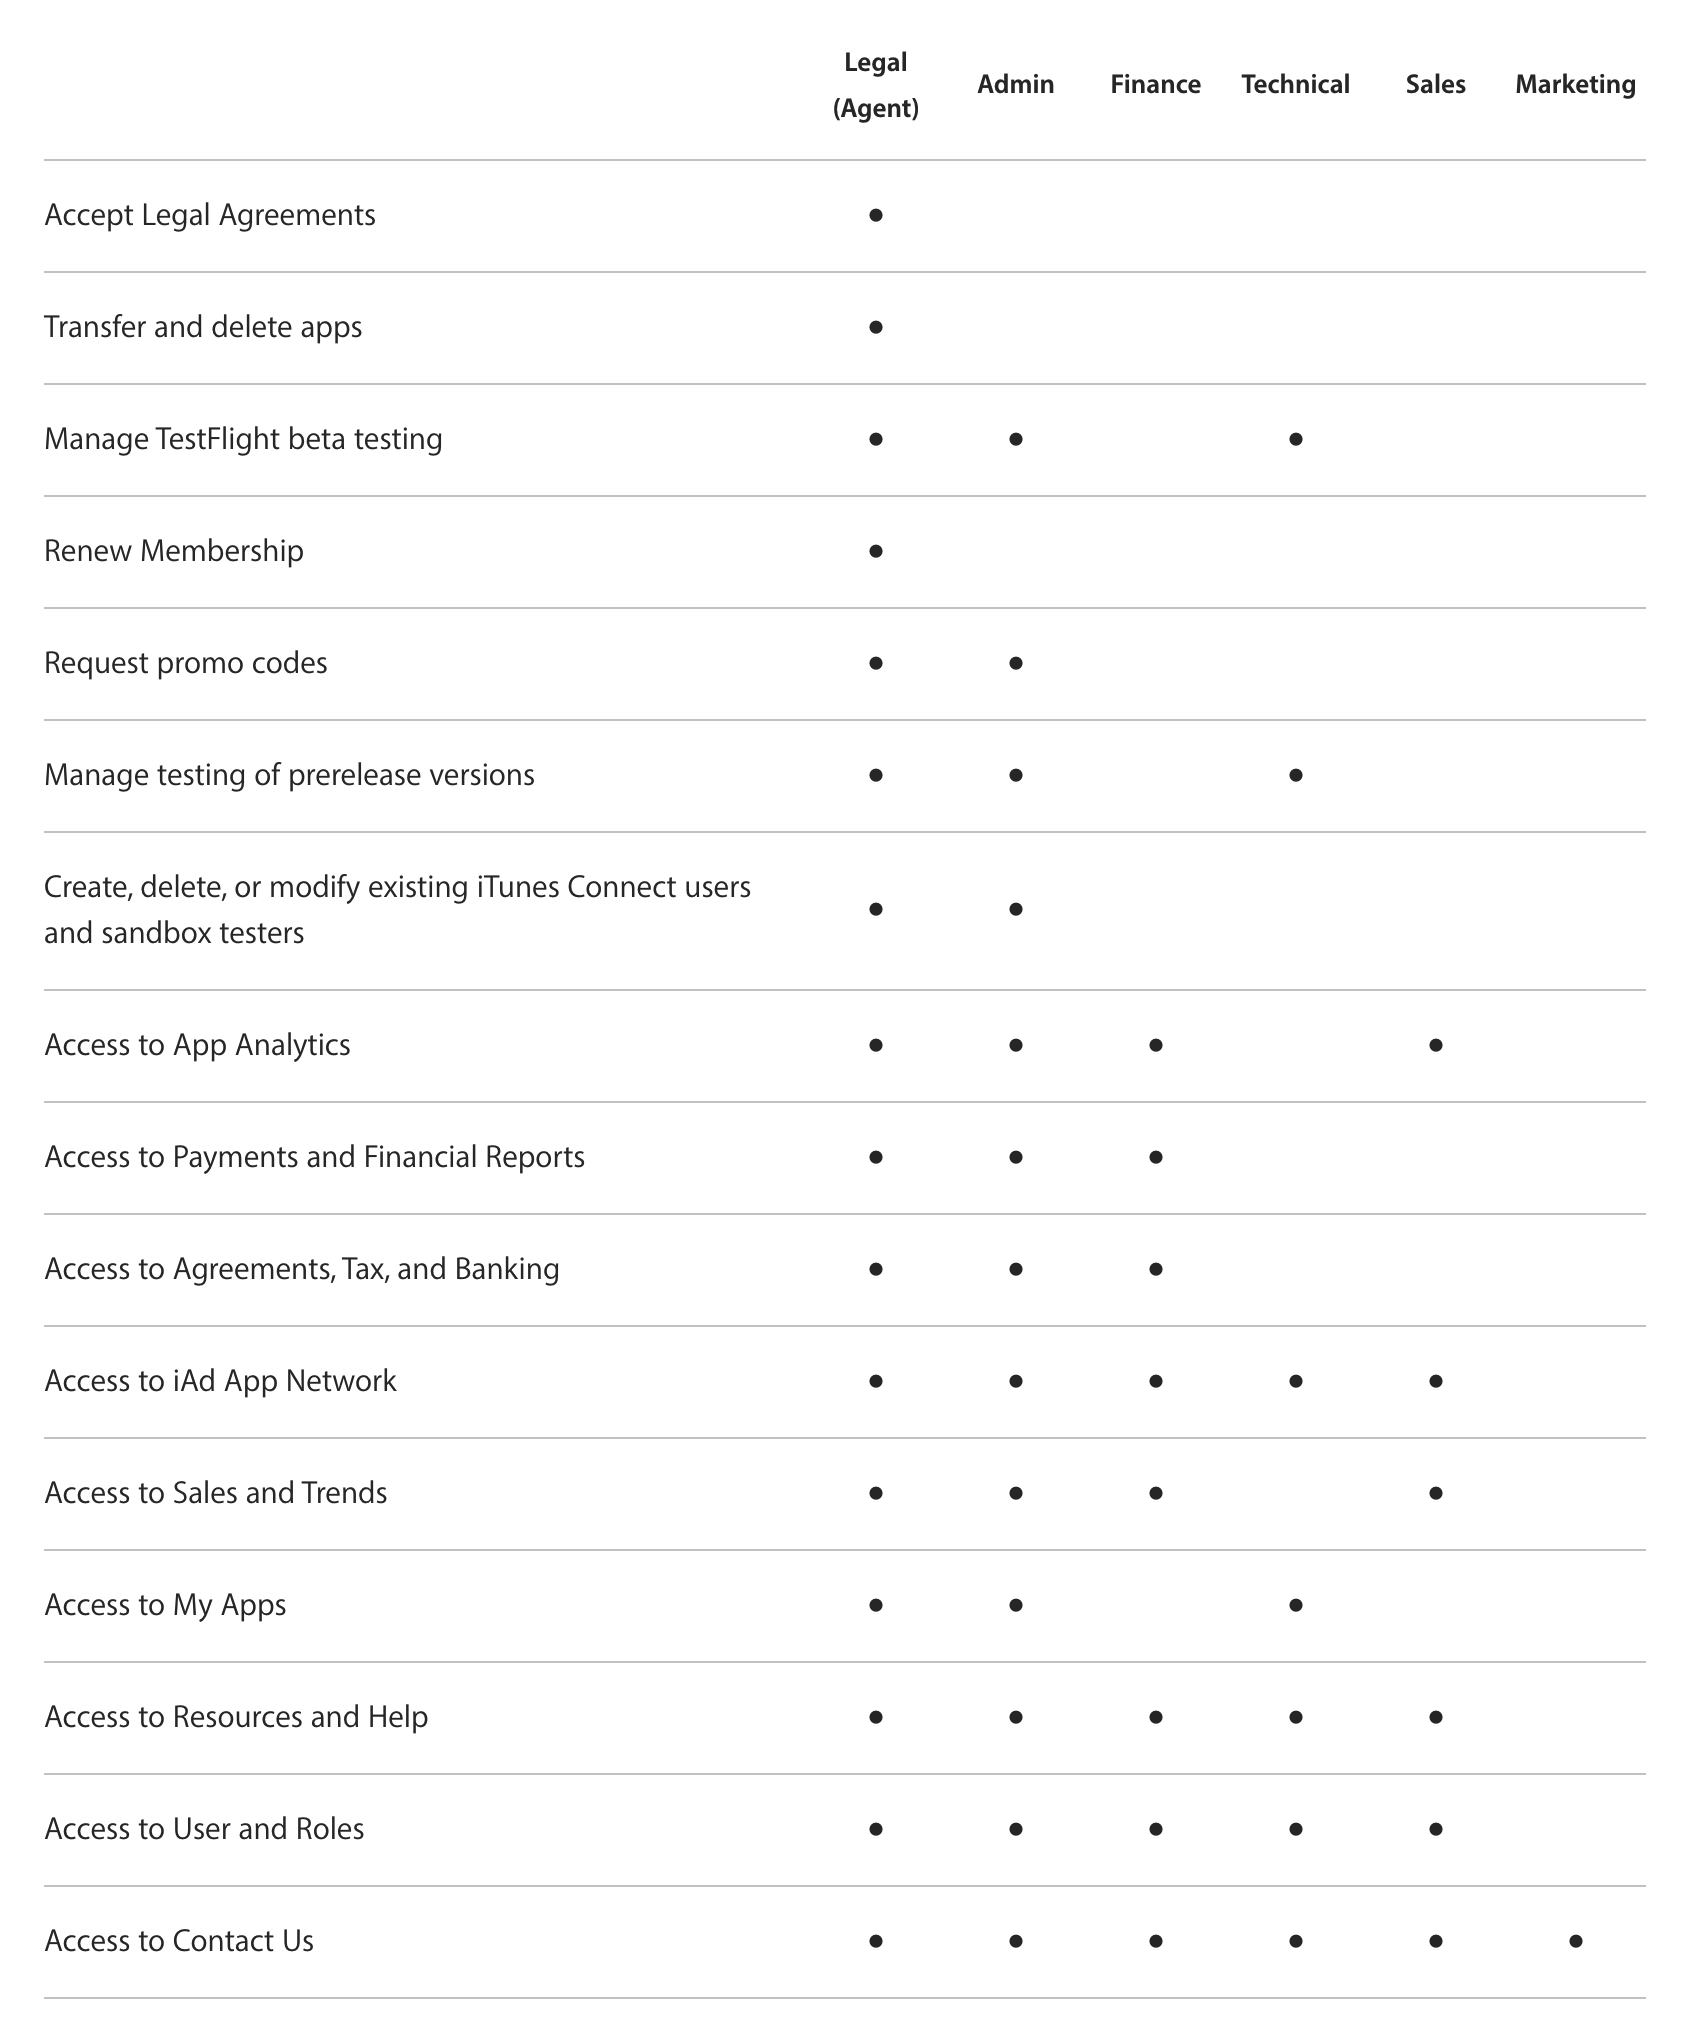 Legal
(Agent) Admin Finance Technical Sales Marketing
Accept Legal Agreements •
Transfer and delete apps •
Manage TestFlight beta testing • • •
Renew Membership •
Request promo codes • •
Manage testing of prerelease versions • • •
Create, delete, or modify existing iTunes Connect users
and sandbox testers • •
Access to App Analytics • • • •
Access to Payments and Financial Reports • • •
Access to Agreements, Tax, and Banking • • •
Access to iAd App Network • • • • •
Access to Sales and Trends • • • •
Access to My Apps • • •
Access to Resources and Help • • • • •
Access to User and Roles • • • • •
Access to Contact Us • • • • • •